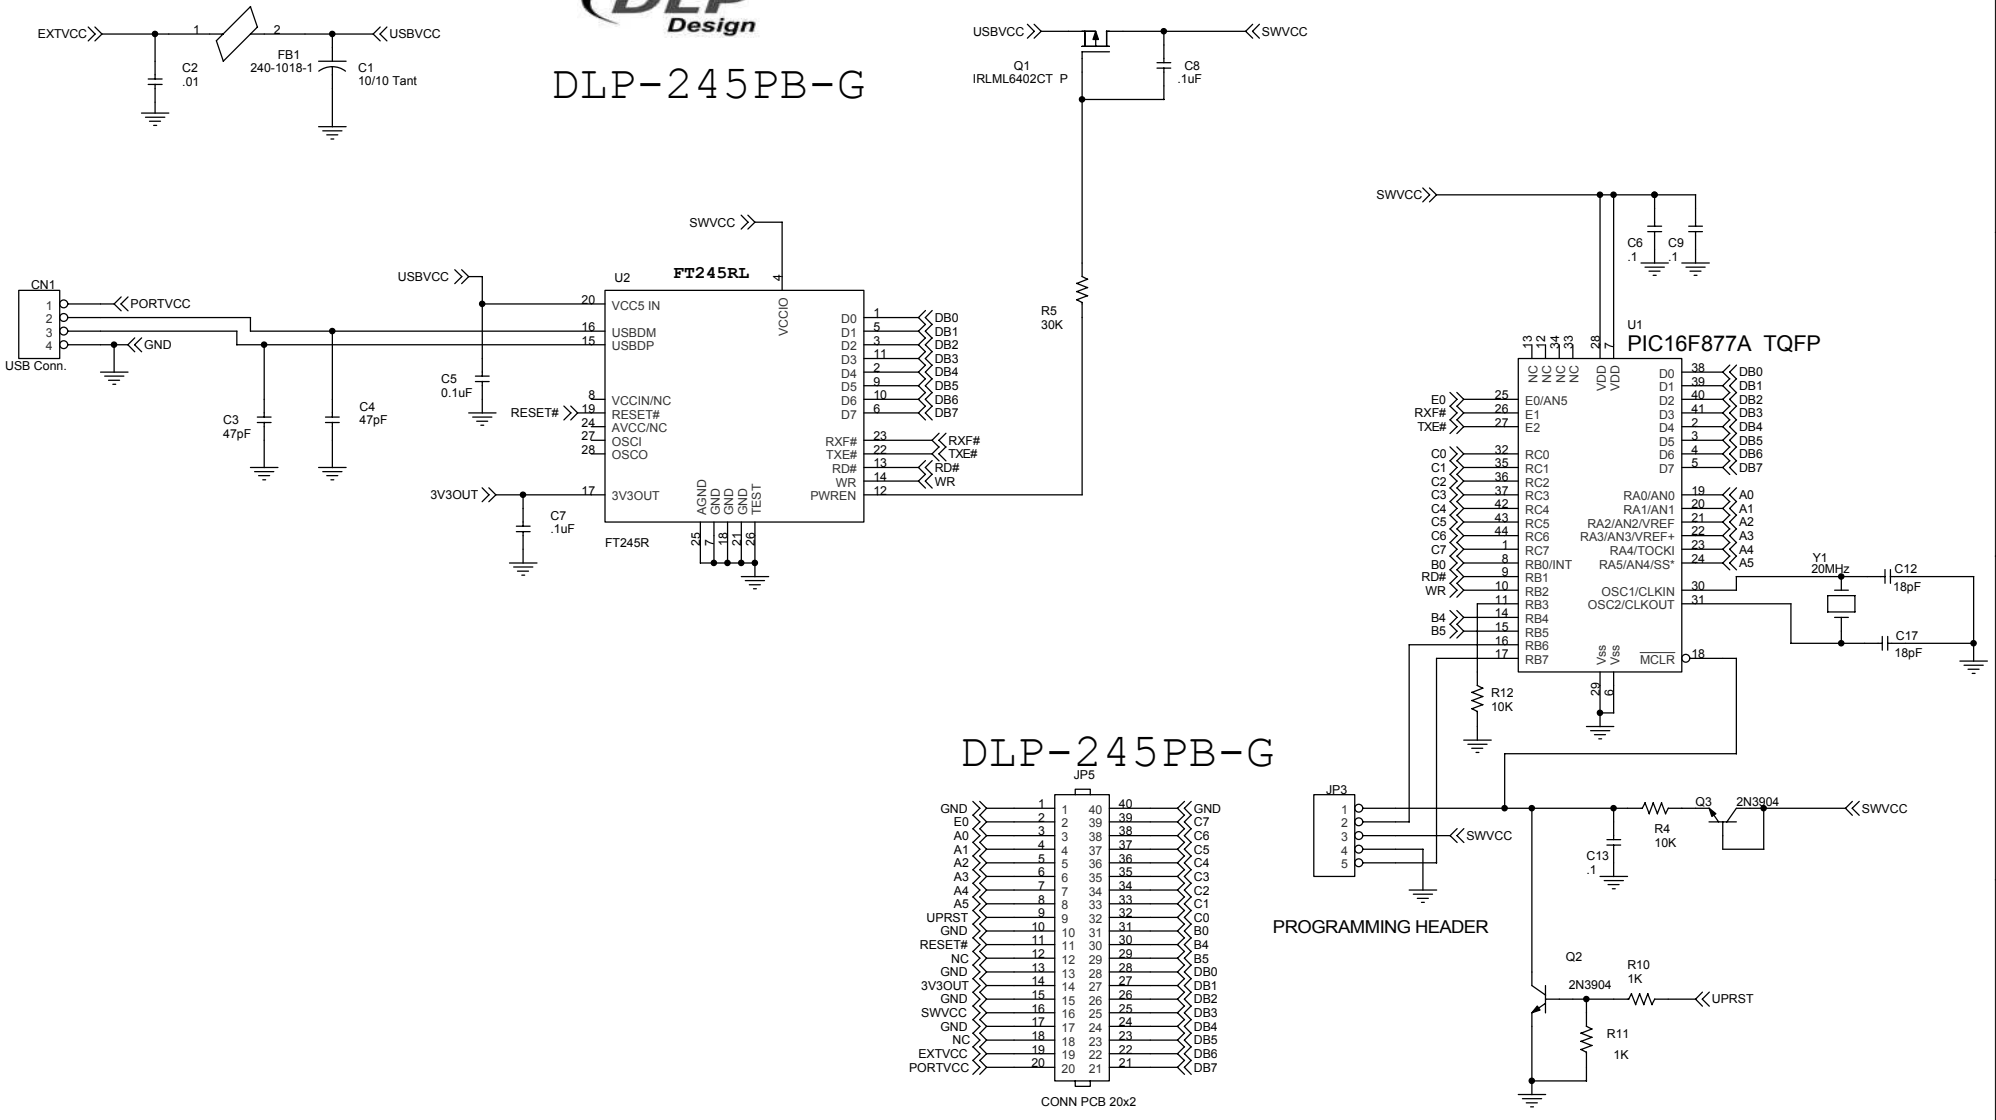 DLP
Design
DLP-245PB-G
EXTVCC
1
2
USBVCC
C2
.01
FB1
240-1018-1
C1
10/10 Tant
USBVCC
SWVCC
Q1
IRLML6402CT P
C8
.1uF
R5
30K
SWVCC
USBVCC
U2
FT245RL
4
VCCIO
CN1
1
2
3
4
USB Conn.
PORTVCC
GND
C3
47pF
C4
47pF
C5
0.1uF
RESET#
3V3OUT
C7
.1uF
20 VCC5 IN
16 USBDM
15 USBDP
8 VCCIN/NC
19 RESET#
24 AVCC/NC
27 OSCI
28 OSCO
17 3V3OUT
D0 1 DB0
D1 5 DB1
D2 3 DB2
D3 11 DB3
D4 2 DB4
D5 9 DB5
D6 10 DB6
D7 6 DB7
RXF# 23 RXF#
TXE# 22 TXE#
RD# 13 RD#
WR 14 WR
PWREN 12
AGND GND GND GND TEST
25 7 18 21 26
FT245R
SWVCC
C6
.1
C9
.1
U1
PIC16F877A TQFP
13 12 34 33 28 7
NC NC NC NC VDD VDD
E0 25 E0/AN5
RXF# 26 E1
TXE# 27 E2
C0 32 RC0
C1 35 RC1
C2 36 RC2
C3 37 RC3
C4 42 RC4
C5 43 RC5
C6 44 RC6
C7 1 RC7
B0 8 RB0/INT
RD# 9 RB1
WR 10 RB2
11 RB3
B4 14 RB4
B5 15 RB5
16 RB6
17 RB7
D0 38 DB0
D1 39 DB1
D2 40 DB2
D3 41 DB3
D4 2 DB4
D5 3 DB5
D6 4 DB6
D7 5 DB7
RA0/AN0 19 A0
RA1/AN1 20 A1
RA2/AN2/VREF 21 A2
RA3/AN3/VREF+ 22 A3
RA4/TOCKI 23 A4
RA5/AN4/SS* 24 A5
OSC1/CLKIN 30
OSC2/CLKOUT 31
MCLR 18
Vss Vss
29 6
Y1
20MHz
C12
18pF
C17
18pF
R12
10K
DLP-245PB-G
JP5
GND 1 1 40 40 GND
E0 2 2 39 39 C7
A0 3 3 38 38 C6
A1 4 4 37 37 C5
A2 5 5 36 36 C4
A3 6 6 35 35 C3
A4 7 7 34 34 C2
A5 8 8 33 33 C1
UPRST 9 9 32 32 C0
GND 10 10 31 31 B0
RESET# 11 11 30 30 B4
NC 12 12 29 29 B5
GND 13 13 28 28 DB0
3V3OUT 14 14 27 27 DB1
GND 15 15 26 26 DB2
SWVCC 16 16 25 25 DB3
GND 17 17 24 24 DB4
NC 18 18 23 23 DB5
EXTVCC 19 19 22 22 DB6
PORTVCC 20 20 21 21 DB7
CONN PCB 20x2
JP3
1
2
3
4
5
SWVCC
PROGRAMMING HEADER
C13
.1
R4
10K
Q3
2N3904
SWVCC
Q2
2N3904
R10
1K
UPRST
R11
1K